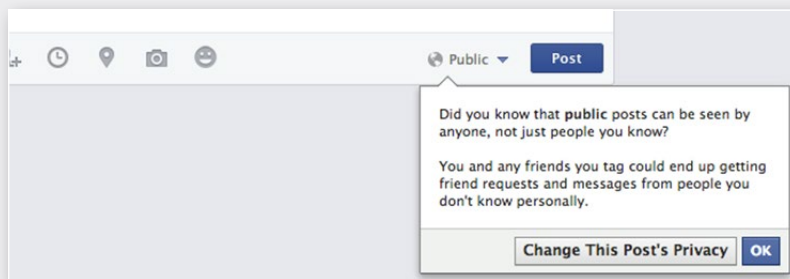 Public
Post
Did you know that public posts can be seen by
anyone, not just people you know?
You and any friends you tag could end up getting
friend requests and messages from people you
don't know personally.
Change This Post's Privacy OK